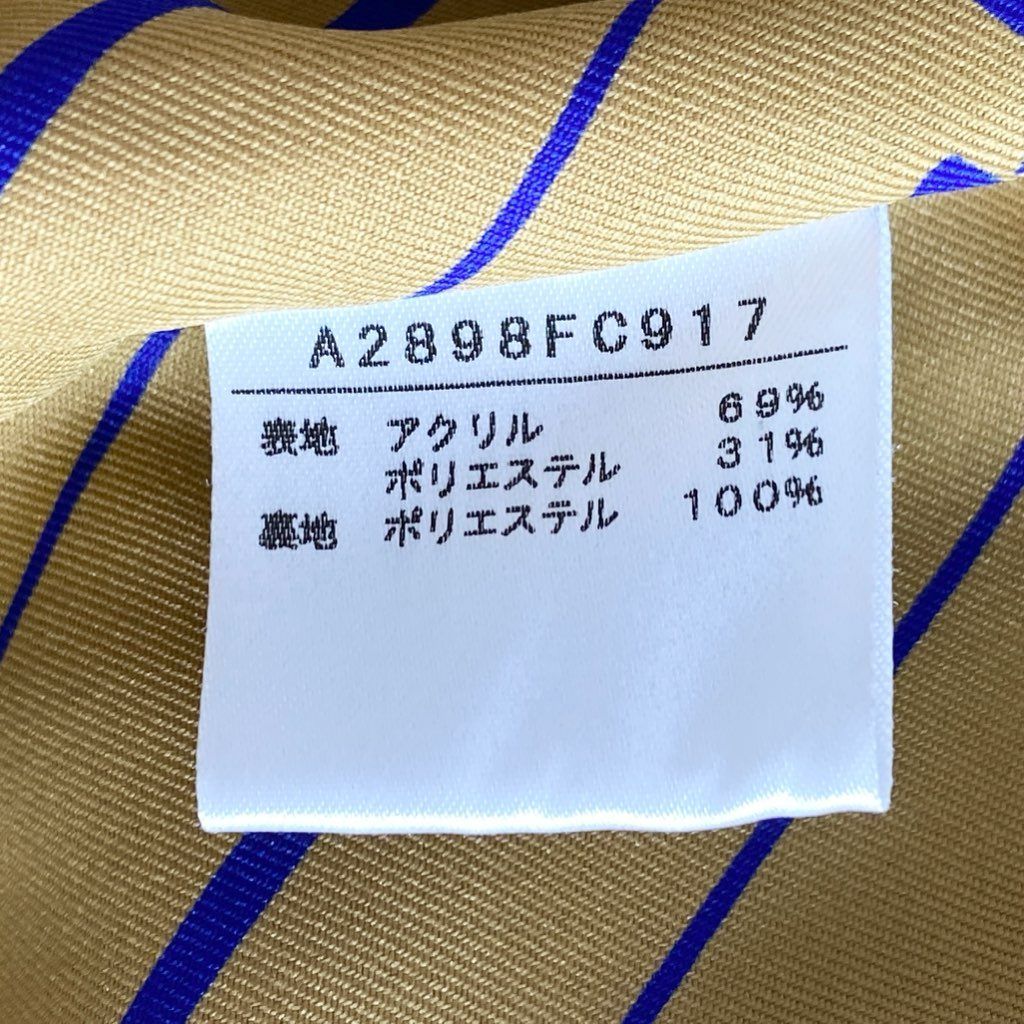 A2898FC917
表地 アクリル 69%
ポリエステル 31%
裏地 ポリエステル 100%